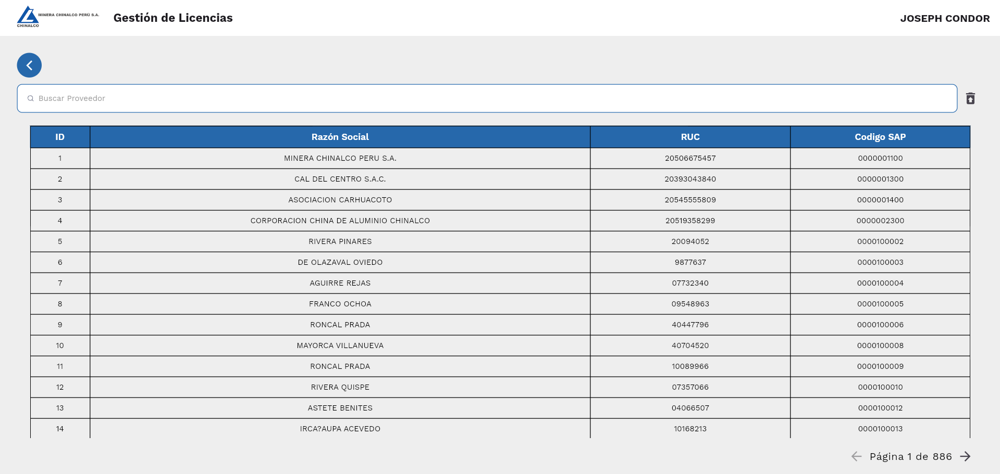 MINERA CHINALCO PERÚ S.A.
CHINALCO
Gestión de Licencias
JOSEPH CONDOR
Buscar Proveedor
ID Razón Social RUC Codigo SAP
1 MINERA CHINALCO PERU S.A. 20506675457 0000001100
2 CAL DEL CENTRO S.A.C. 20393043840 0000001300
3 ASOCIACION CARHUACOTO 20545555809 0000001400
4 CORPORACION CHINA DE ALUMINIO CHINALCO 20519358299 0000002300
5 RIVERA PINARES 20094052 0000100002
6 DE OLAZAVAL OVIEDO 9877637 0000100003
7 AGUIRRE REJAS 07732340 0000100004
8 FRANCO OCHOA 09548963 0000100005
9 RONCAL PRADA 40447796 0000100006
10 MAYORCA VILLANUEVA 40704520 0000100008
11 RONCAL PRADA 10089966 0000100009
12 RIVERA QUISPE 07357066 0000100010
13 ASTETE BENITES 04066507 0000100012
14 IRCA?AUPA ACEVEDO 10168213 0000100013
Página 1 de 886